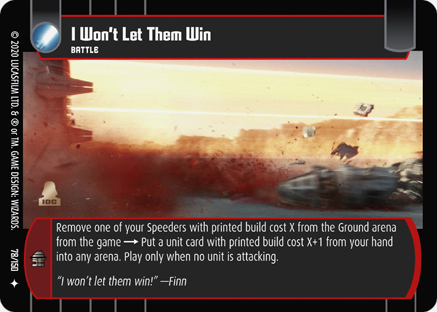 I Won't Let Them Win
BATTLE
© 2020 LUCASFILM LTD. & ® or TM. GAME DESIGN: WIZARDS.
IDC
Remove one of your Speeders with printed build cost X from the Ground arena
from the game → Put a unit card with printed build cost X+1 from your hand
into any arena. Play only when no unit is attacking.
"I won't let them win!" —Finn
78/150